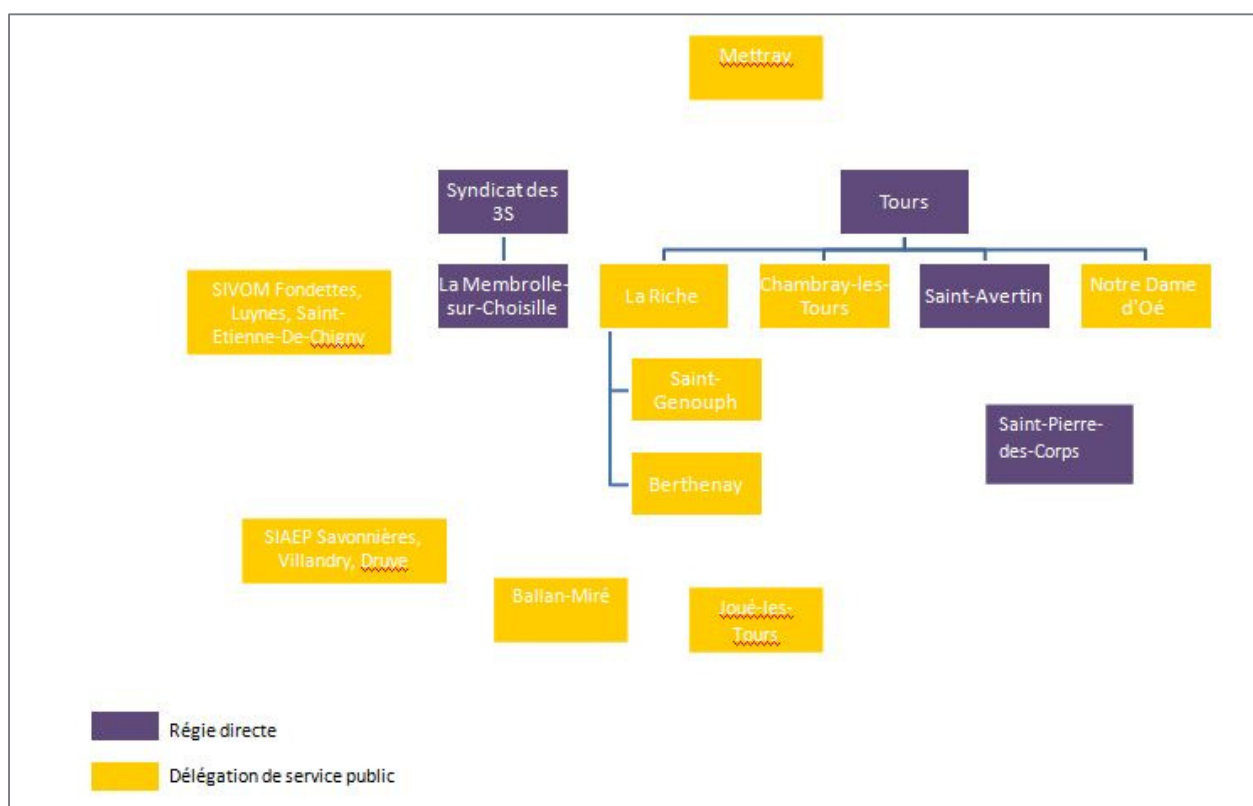 Mettray
Syndicat des
3S
Tours
La Membrolle-
sur-Choisille
La Riche
Chambray-les-
Tours
Saint-Avertin
Notre Dame
d'Oé
SIVOM Fondettes,
Luynes, Saint-
Etienne-De-Chigny
Saint-
Genouph
Saint-Pierre-
des-Corps
Berthenay
SIAEP Savonnières,
Villandry, Druve
Ballan-Miré
Joué-les-
Tours
Régie directe
Délégation de service public